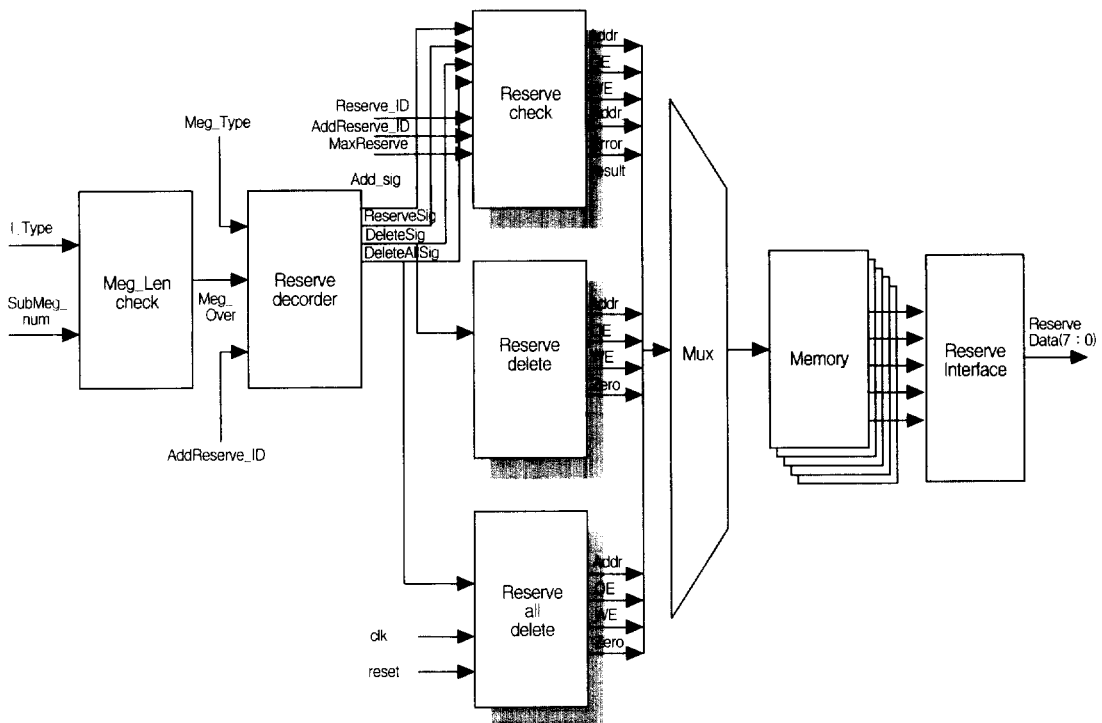 Meg_Type
I_Type
SubMeg_
num
Meg_Len
check
Meg_
Over
Reserve
decorder
AddReserve_ID
Reserve_ID
AddReserve_ID
MaxReserve
Add_sig
ReserveSig
DeleteSig
DeleteAllSig
Reserve
check
Addr
OE
WE
Addr
Error
result
Reserve
delete
Addr
OE
WE
Zero
Reserve
all
delete
clk
reset
Addr
OE
WE
Zero
Mux
Memory
Reserve
Interface
Reserve
Data(7 : 0)